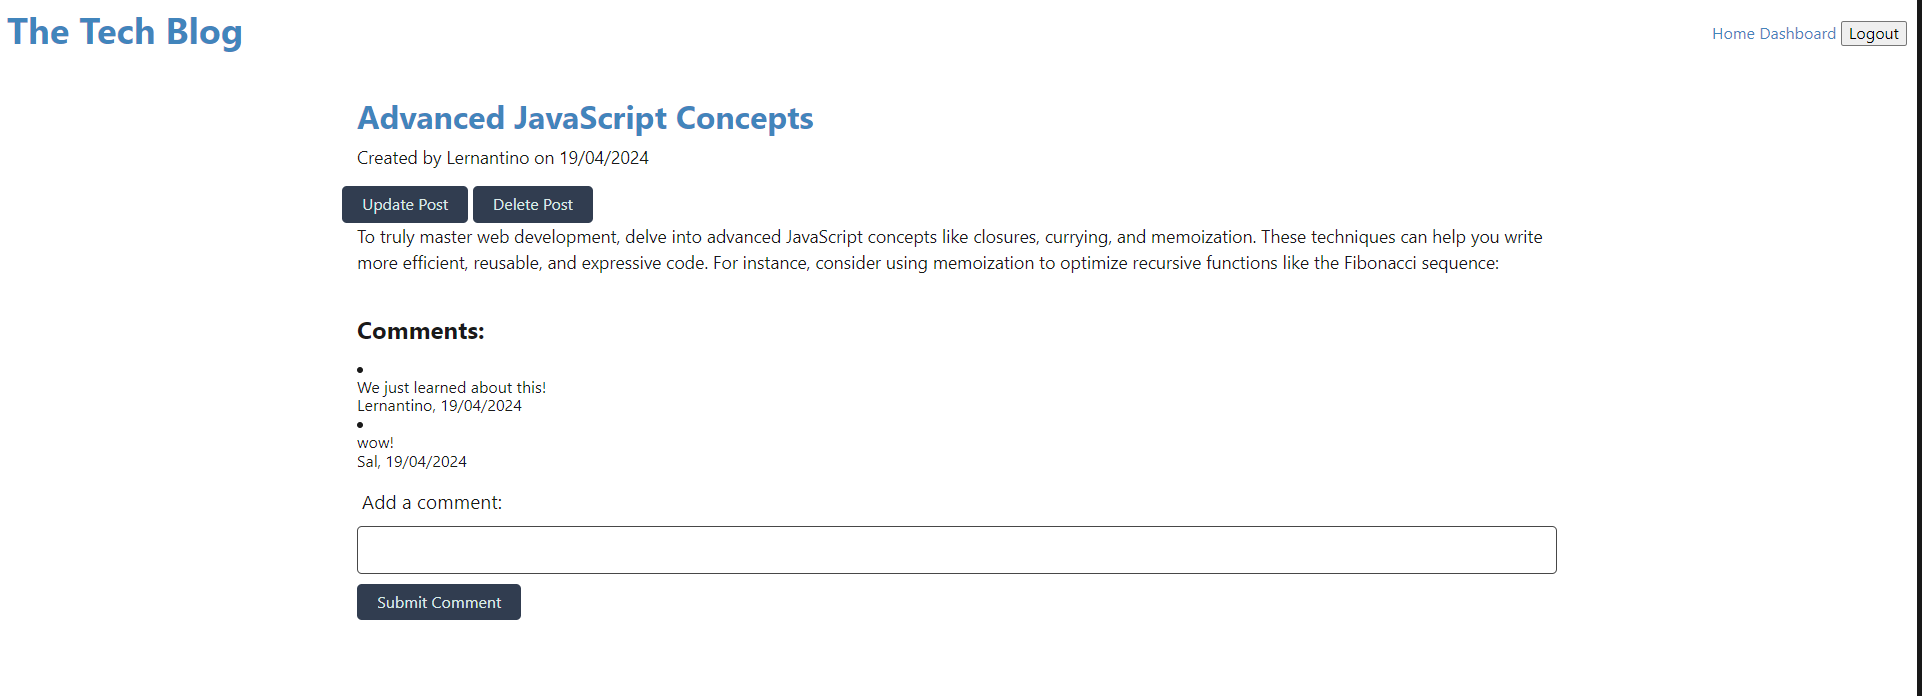 The Tech Blog
Home Dashboard Logout
Advanced JavaScript Concepts
Created by Lernantino on 19/04/2024
Update Post Delete Post
To truly master web development, delve into advanced JavaScript concepts like closures, currying, and memoization. These techniques can help you write
more efficient, reusable, and expressive code. For instance, consider using memoization to optimize recursive functions like the Fibonacci sequence:
Comments:
We just learned about this!
Lernantino, 19/04/2024
wow!
Sal, 19/04/2024
Add a comment:
Submit Comment